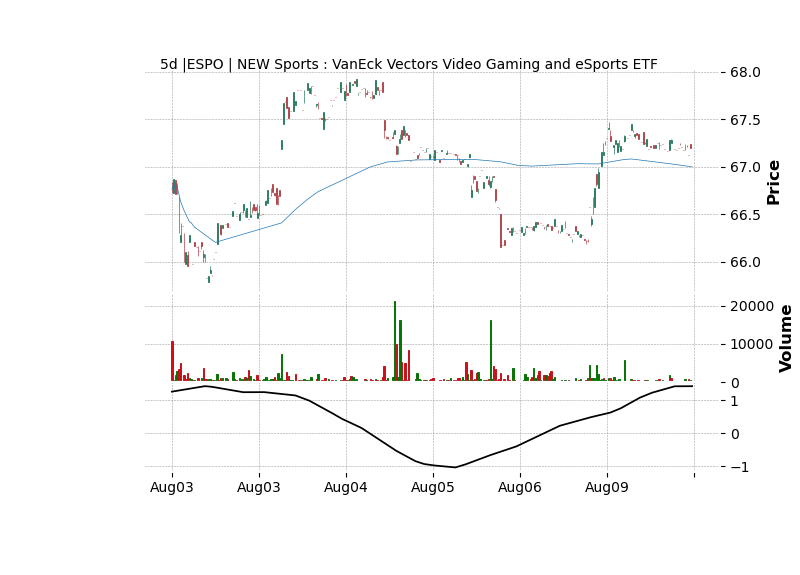 5d |ESPO | NEW Sports : VanEck Vectors Video Gaming and eSports ETF
68.0
67.5
67.0
66.5
66.0
Price
20000
10000
0
Volume
1
0
−1
Aug03 Aug03 Aug04 Aug05 Aug06 Aug09